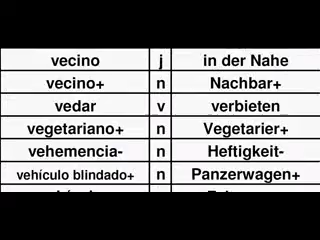 vecino j in der Nahe
vecino+ n Nachbar+
vedar v verbieten
vegetariano+ n Vegetarier+
vehemencia- n Heftigkeit-
vehículo blindado+ n Panzerwagen+